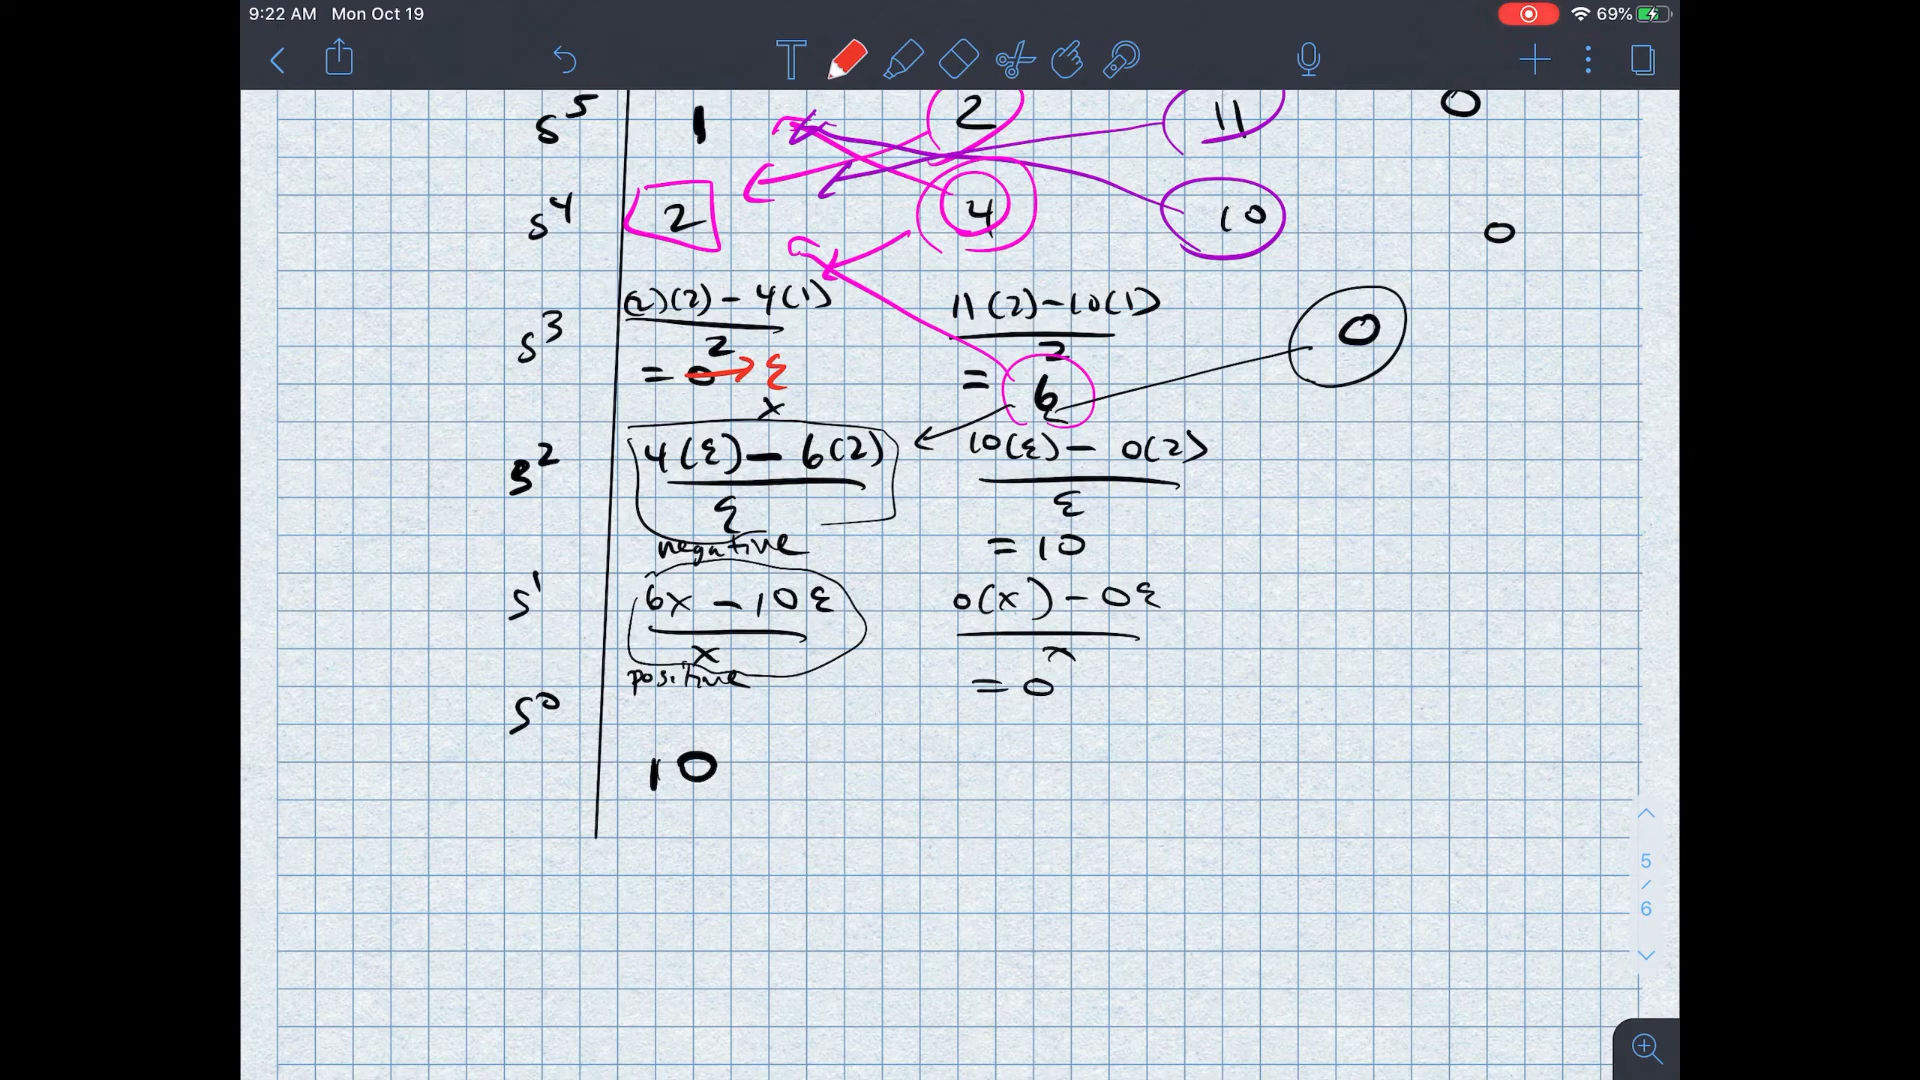 9:22 AM Mon Oct 19
69%
T
s⁵ 1 2 11 0
s⁴ 2 4 10 0
s³ (2)(2) - 4(1) / 2 11(2) - 10(1) / 2 0
= 0 → ε = 6
x
s² 4(ε) - 6(2) / ε 10(ε) - 0(2) / ε
negative = 10
s¹ 6x - 10ε / x 0(x) - 0ε / x
positive = 0
s⁰
10
5
/
6